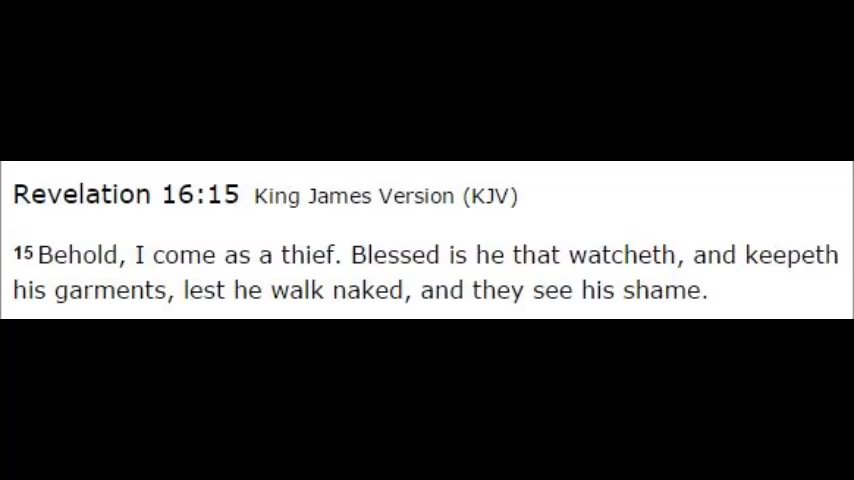 Revelation 16:15 King James Version (KJV)
15 Behold, I come as a thief. Blessed is he that watcheth, and keepeth
his garments, lest he walk naked, and they see his shame.